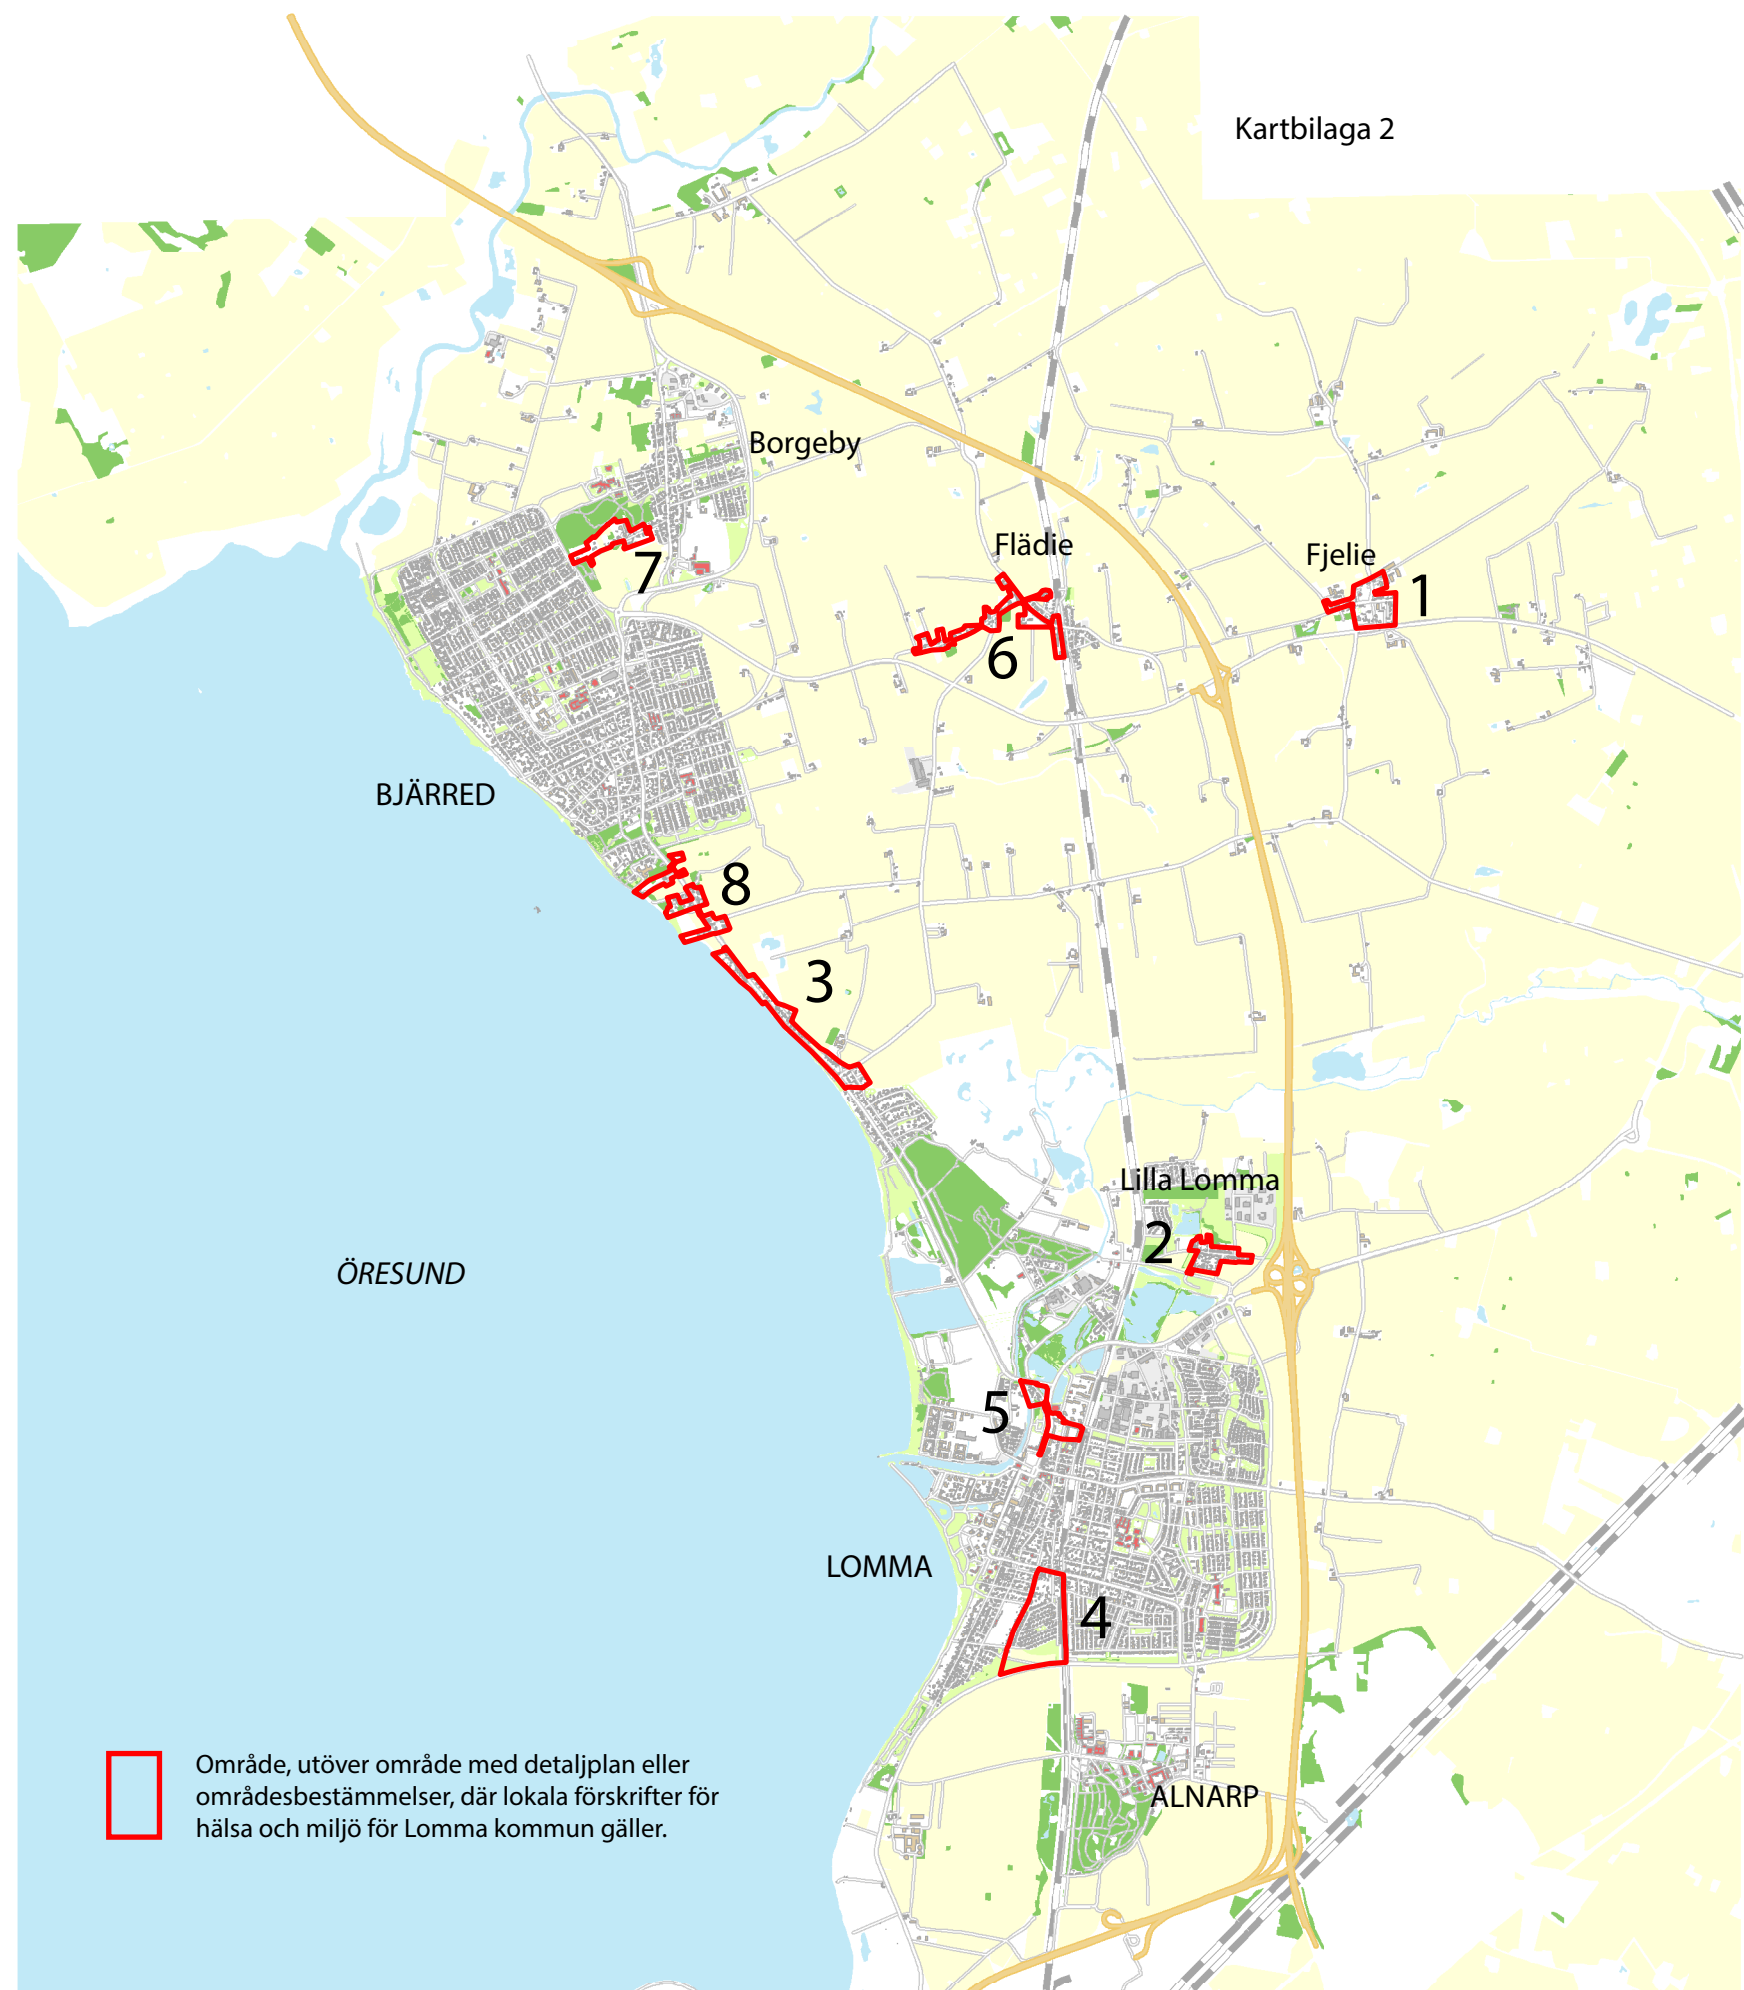 Kartbilaga 2
Borgeby
Flädie
Fjelie
1
7
6
BJÄRRED
8
3
Lilla Lomma
2
ÖRESUND
5
LOMMA
4
Område, utöver område med detaljplan eller
områdesbestämmelser, där lokala förskrifter för
hälsa och miljö för Lomma kommun gäller.
ALNARP